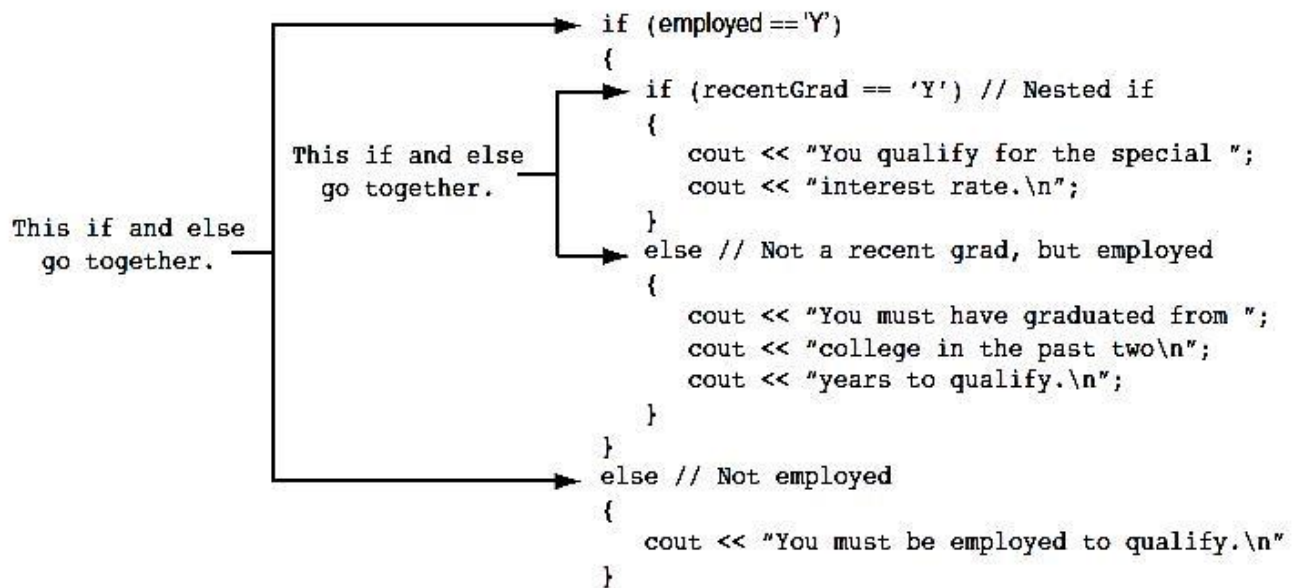 if (employed == 'Y')
{
if (recentGrad == 'Y') // Nested if
{
cout << "You qualify for the special ";
cout << "interest rate.\n";
}
else // Not a recent grad, but employed
{
cout << "You must have graduated from ";
cout << "college in the past two\n";
cout << "years to qualify.\n";
}
}
else // Not employed
{
cout << "You must be employed to qualify.\n"
}
This if and else
go together.
This if and else
go together.